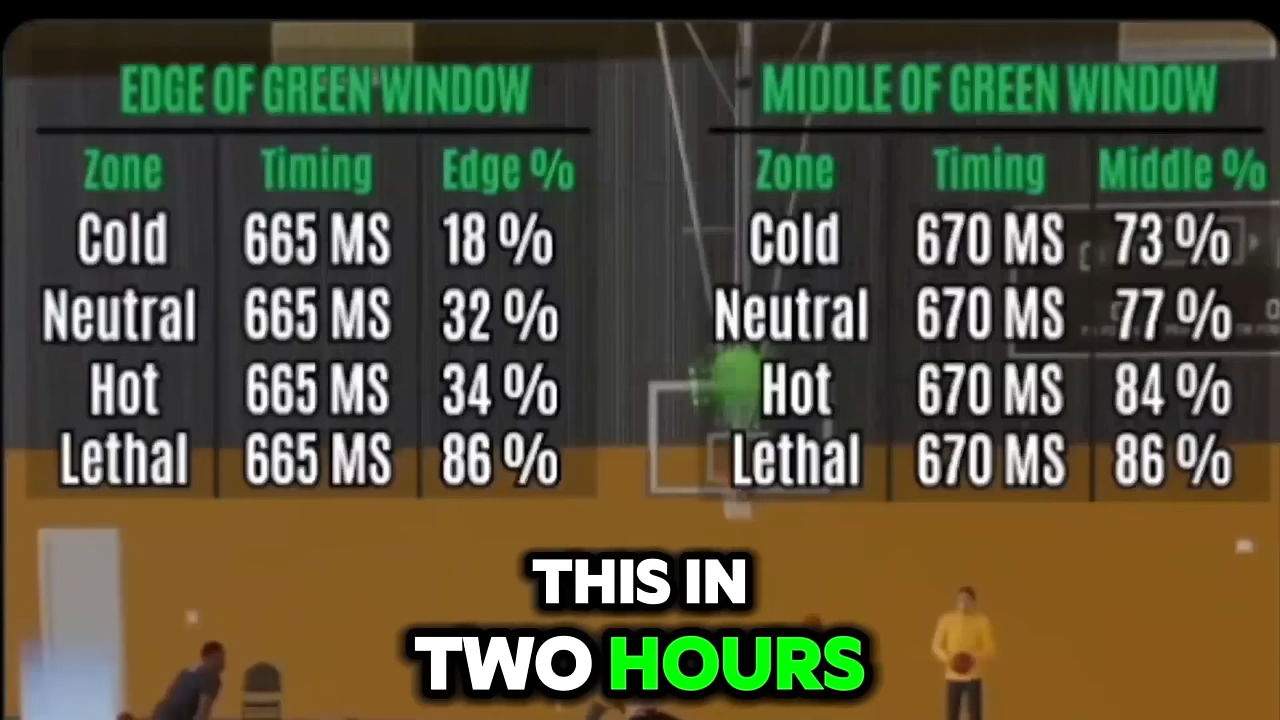 EDGE OF GREEN WINDOW
Zone Timing Edge %
Cold 665 MS 18 %
Neutral 665 MS 32 %
Hot 665 MS 34 %
Lethal 665 MS 86 %
MIDDLE OF GREEN WINDOW
Zone Timing Middle %
Cold 670 MS 73 %
Neutral 670 MS 77 %
Hot 670 MS 84 %
Lethal 670 MS 86 %
THIS IN
TWO HOURS